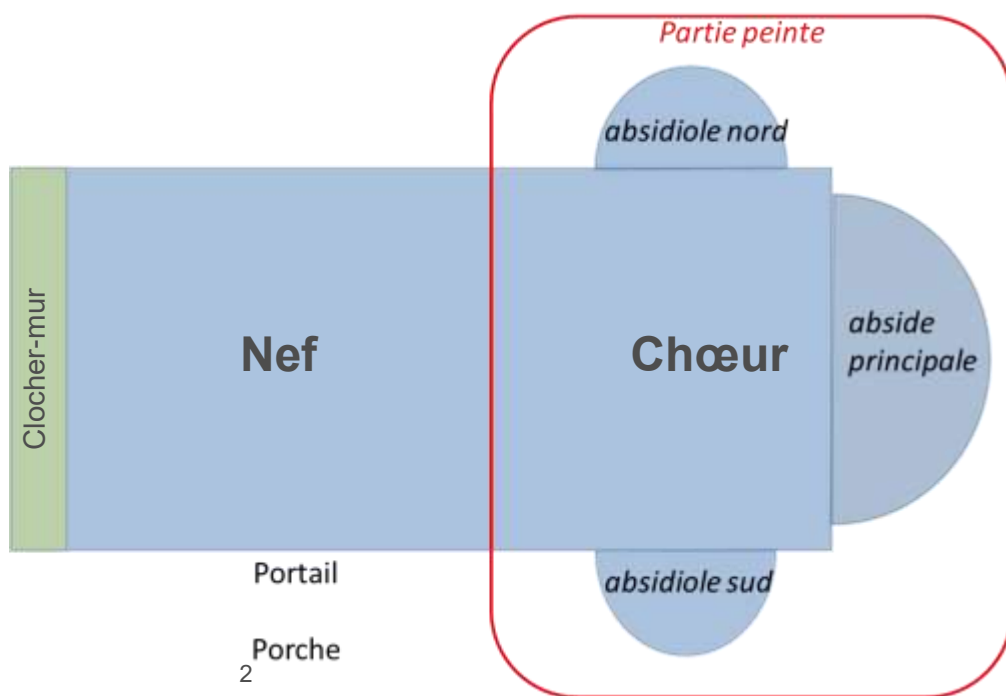 Partie peinte
absidiole nord
Clocher-mur
Nef
Chœur
abside
principale
Portail
absidiole sud
Porche
2